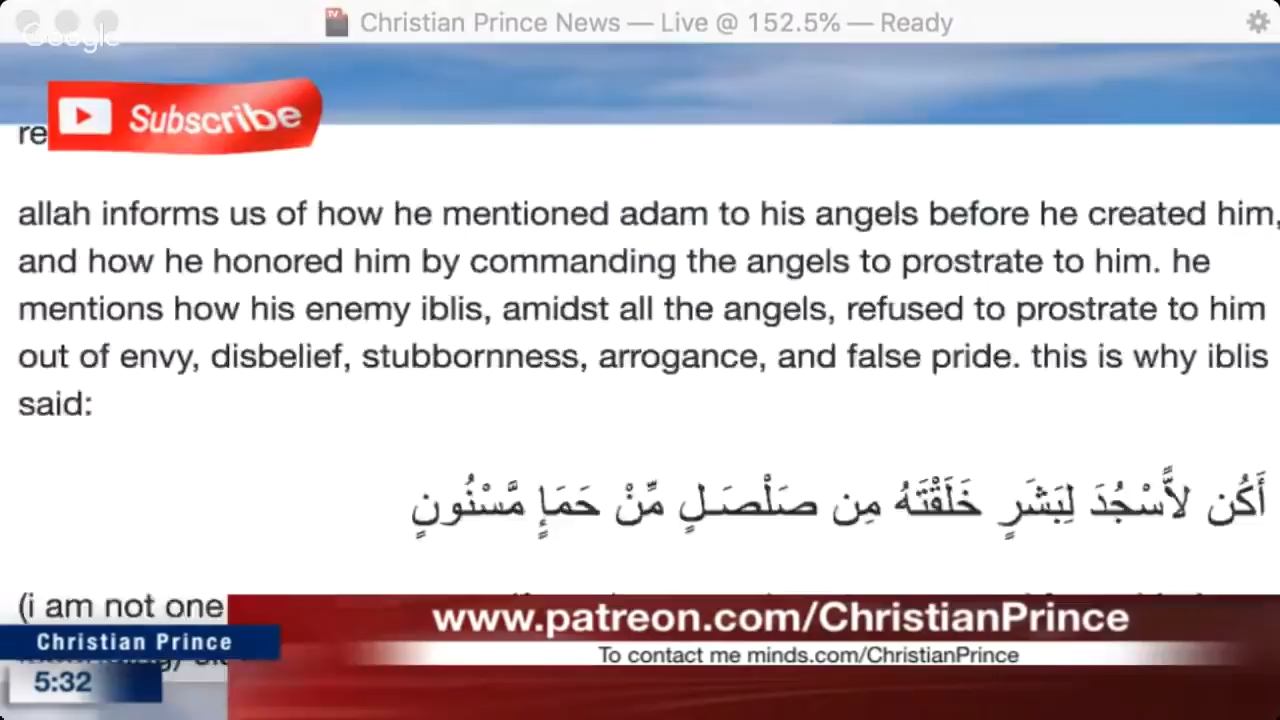 Christian Prince News — Live @ 152.5% — Ready
Google
Subscribe
re
allah informs us of how he mentioned adam to his angels before he created him,
and how he honored him by commanding the angels to prostrate to him. he
mentions how his enemy iblis, amidst all the angels, refused to prostrate to him
out of envy, disbelief, stubbornness, arrogance, and false pride. this is why iblis
said:
أَكُن لاًّسْجُدَ لِبَشَرٍ خَلَقْتَهُ مِن صَلْصَـلٍ مِّنْ حَمَإٍ مَّسْنُونٍ
(i am not one
www.patreon.com/ChristianPrince
Christian Prince
To contact me minds.com/ChristianPrince
5:32